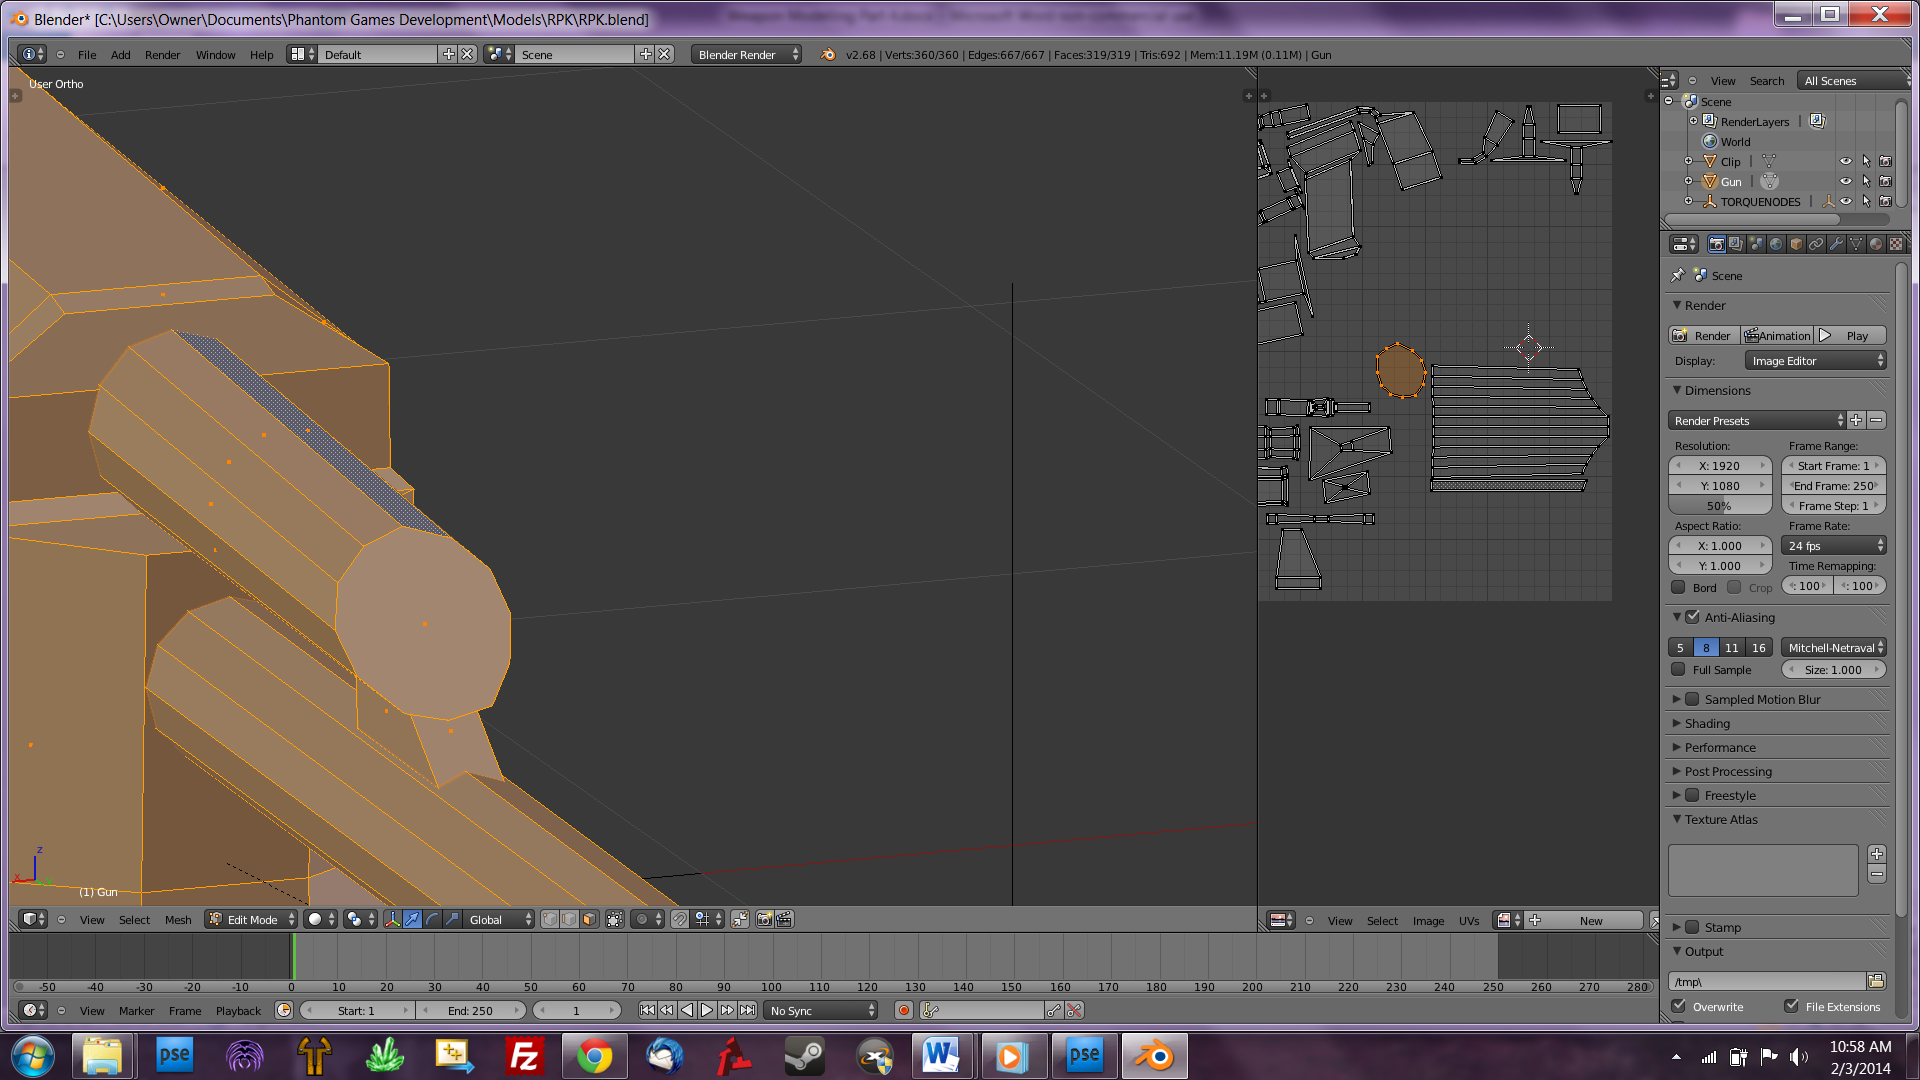 Blender* [C:\Users\Owner\Documents\Phantom Games Development\Models\RPK\RPK.blend]
File Add Render Window Help Default Scene Blender Render v2.68 | Verts:360/360 | Edges:667/667 | Faces:319/319 | Tris:692 | Mem:11.19M (0.11M) | Gun
User Ortho
View Search All Scenes
Scene
RenderLayers
World
Clip
Gun
TORQUENODES
Scene
Render
Render Animation Play
Display: Image Editor
Dimensions
Render Presets
Resolution: Frame Range:
X: 1920 Start Frame: 1
Y: 1080 End Frame: 250
50% Frame Step: 1
Aspect Ratio: Frame Rate:
X: 1.000 24 fps
Y: 1.000 Time Remapping:
Bord Crop : 100 : 100
Anti-Aliasing
5 8 11 16 Mitchell-Netraval
Full Sample Size: 1.000
Sampled Motion Blur
Shading
Performance
Post Processing
Freestyle
Texture Atlas
Stamp
Output
/tmp\
Overwrite File Extensions
z
x
(1) Gun
View Select Mesh Edit Mode Global
View Select Image UVs New
-50 -40 -30 -20 -10 0 10 20 30 40 50 60 70 80 90 100 110 120 130 140 150 160 170 180 190 200 210 220 230 240 250 260 270 280
View Marker Frame Playback Start: 1 End: 250 1 No Sync
pse
Fz
W
pse
10:58 AM
2/3/2014